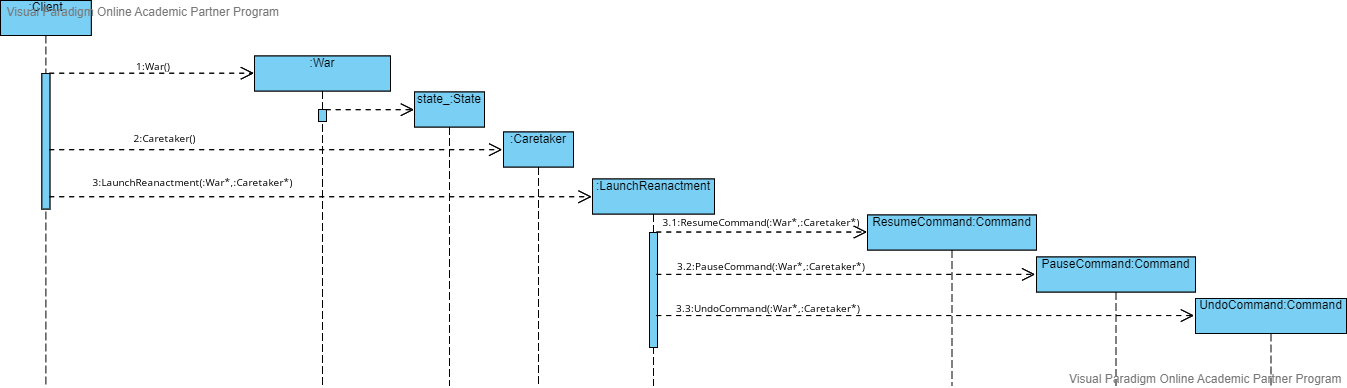 :Client
Visual Paradigm Online Academic Partner Program
:War
1:War()
state_:State
2:Caretaker()
:Caretaker
3:LaunchReanactment(:War*,:Caretaker*)
:LaunchReanactment
3.1:ResumeCommand(:War*,:Caretaker*)
ResumeCommand:Command
3.2:PauseCommand(:War*,:Caretaker*)
PauseCommand:Command
3.3:UndoCommand(:War*,:Caretaker*)
UndoCommand:Command
Visual Paradigm Online Academic Partner Program